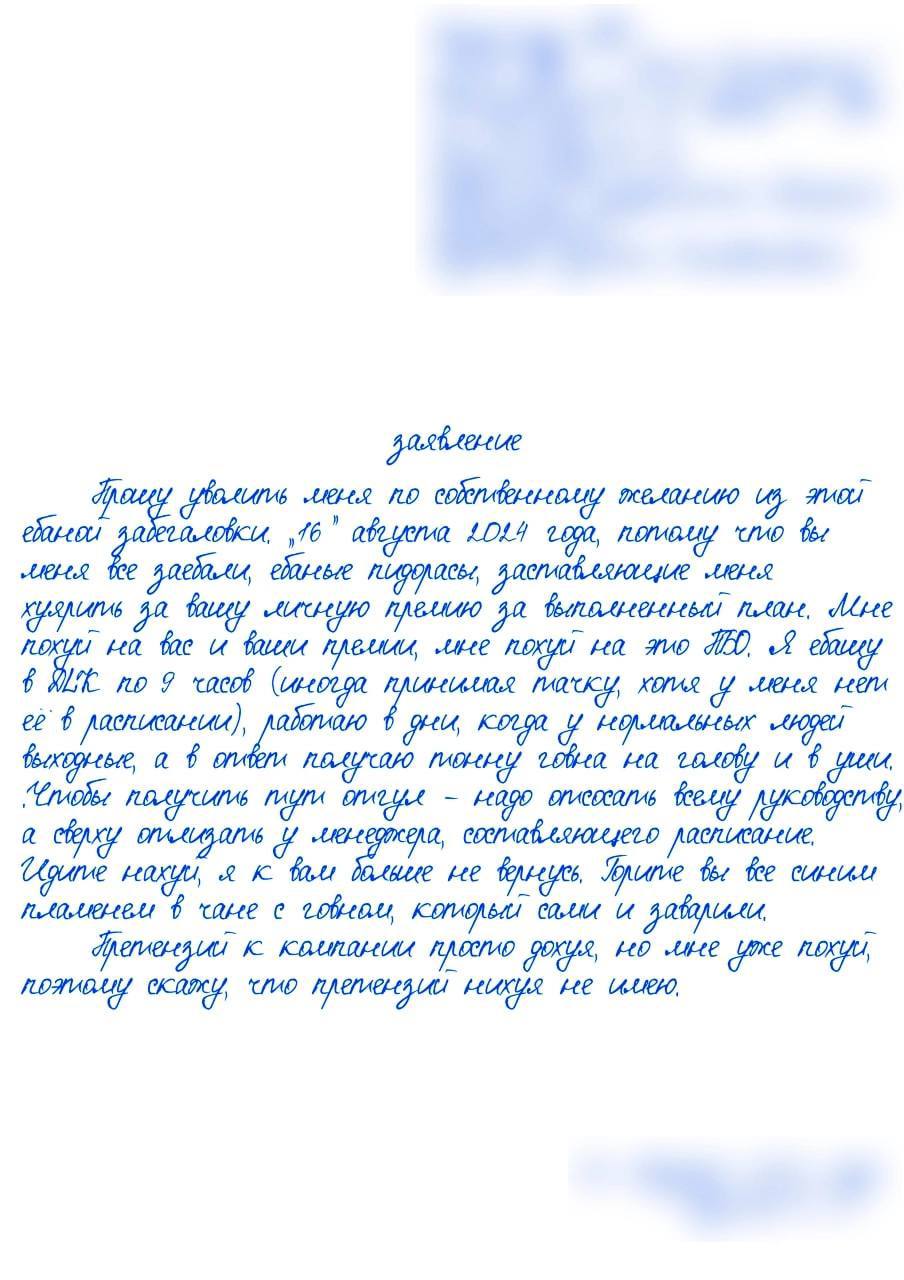 заявление
Прошу уволить меня по собственному желанию из этой
ебаной забегаловки. „16" августа 2024 года, потому что вы
меня все заебали, ебаные пидорасы, заставляющие меня
хуярить за вашу личную премию за выполненный план. Мне
похуй на вас и ваши премии, мне похуй на это ПБО. Я ебашу
в по 9 часов (иногда принимая тачку, хотя у меня нет
её в расписании), работаю в дни, когда у нормальных людей
выходные, а в ответ получаю тонну говна на голову и в уши.
.Чтобы получить тут отгул – надо отсосать всему руководству,
а сверху отлизать у менеджера, составляющего расписание.
Идите нахуй, я к вам больше не вернусь. Горите вы все синим
пламенем в чане с говном, который сами и заварили.
Претензий к компании просто дохуя, но мне уже похуй,
поэтому скажу, что претензий нихуя не имею.